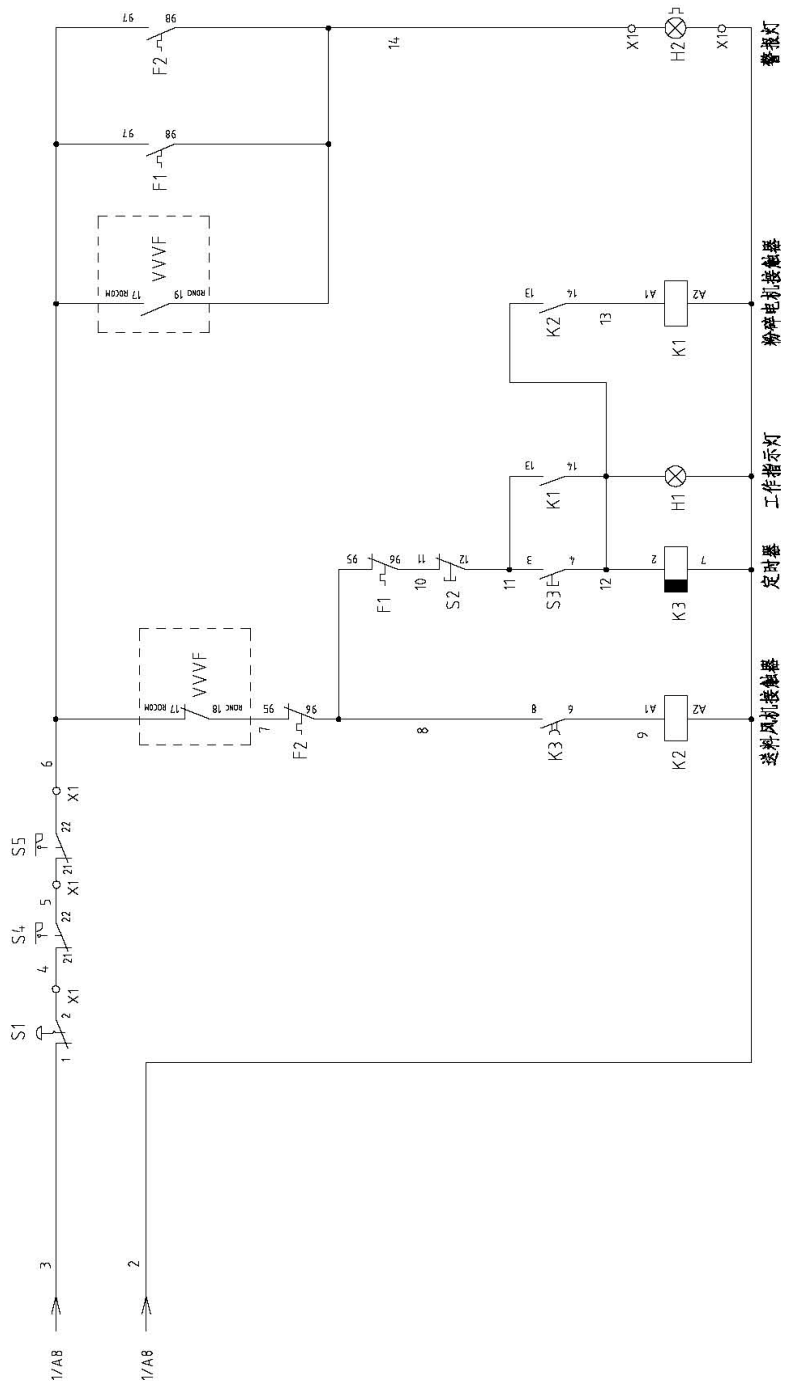 1/A8
3
1/A8
2
S1
1
2
X1
4
S4
21
22
X1
5
S5
21
22
X1
6
17 ROCOM
RONC 18
VVVF
7
95
96
F2
8
8
6
K3
9
A1
A2
K2
送料风机接触器
95
96
F1
10
11
12
S2
11
3
4
S3
12
2
7
K3
定时器
13
14
K1
H1
工作指示灯
17 ROCOM
RONC 19
VVVF
13
14
K2
13
A1
A2
K1
粉碎电机接触器
97
98
F1
97
98
F2
14
X1
H2
X1
警报灯